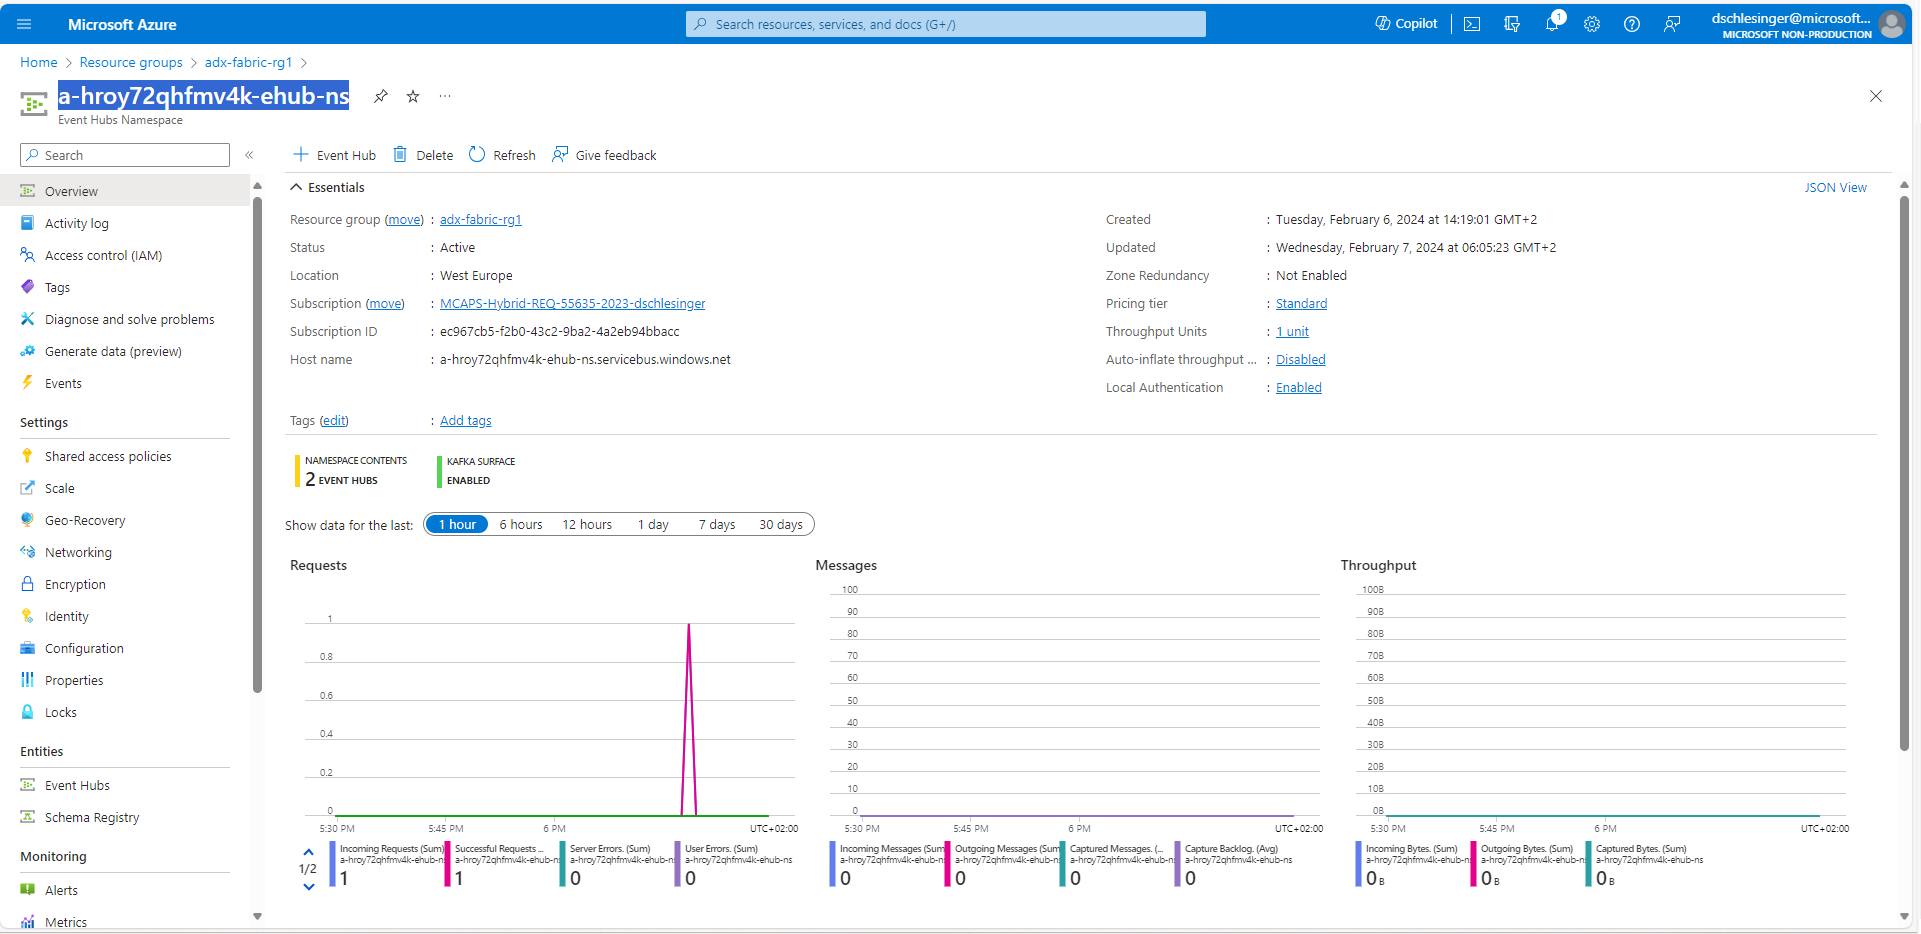 Microsoft Azure
Search resources, services, and docs (G+/)
Copilot
1
dschlesinger@microsoft...
MICROSOFT NON-PRODUCTION
Home > Resource groups > adx-fabric-rg1 >
a-hroy72qhfmv4k-ehub-ns
Event Hubs Namespace
Search
Overview
Activity log
Access control (IAM)
Tags
Diagnose and solve problems
Generate data (preview)
Events
Settings
Shared access policies
Scale
Geo-Recovery
Networking
Encryption
Identity
Configuration
Properties
Locks
Entities
Event Hubs
Schema Registry
Monitoring
Alerts
Metrics
Event Hub Delete Refresh Give feedback
Essentials
JSON View
Resource group (move) : adx-fabric-rg1
Status : Active
Location : West Europe
Subscription (move) : MCAPS-Hybrid-REQ-55635-2023-dschlesinger
Subscription ID : ec967cb5-f2b0-43c2-9ba2-4a2eb94bbacc
Host name : a-hroy72qhfmv4k-ehub-ns.servicebus.windows.net
Created : Tuesday, February 6, 2024 at 14:19:01 GMT+2
Updated : Wednesday, February 7, 2024 at 06:05:23 GMT+2
Zone Redundancy : Not Enabled
Pricing tier : Standard
Throughput Units : 1 unit
Auto-inflate throughput ... : Disabled
Local Authentication : Enabled
Tags (edit) : Add tags
NAMESPACE CONTENTS
2 EVENT HUBS
KAFKA SURFACE
ENABLED
Show data for the last: 1 hour 6 hours 12 hours 1 day 7 days 30 days
Requests
1
0.8
0.6
0.4
0.2
0
5:30 PM 5:45 PM 6 PM UTC+02:00
1/2
Incoming Requests (Sum)
a-hroy72qhfmv4k-ehub-ns
1
Successful Requests ...
a-hroy72qhfmv4k-ehub-ns
1
Server Errors. (Sum)
a-hroy72qhfmv4k-ehub-ns
0
User Errors. (Sum)
a-hroy72qhfmv4k-ehub-ns
0
Messages
100
90
80
70
60
50
40
30
20
10
0
5:30 PM 5:45 PM 6 PM UTC+02:00
Incoming Messages (Sum)
a-hroy72qhfmv4k-ehub-ns
0
Outgoing Messages (Sum)
a-hroy72qhfmv4k-ehub-ns
0
Captured Messages. (...
a-hroy72qhfmv4k-ehub-ns
0
Capture Backlog. (Avg)
a-hroy72qhfmv4k-ehub-ns
0
Throughput
100B
90B
80B
70B
60B
50B
40B
30B
20B
10B
0B
5:30 PM 5:45 PM 6 PM UTC+02:00
Incoming Bytes. (Sum)
a-hroy72qhfmv4k-ehub-ns
0 B
Outgoing Bytes. (Sum)
a-hroy72qhfmv4k-ehub-ns
0 B
Captured Bytes. (Sum)
a-hroy72qhfmv4k-ehub-ns
0 B